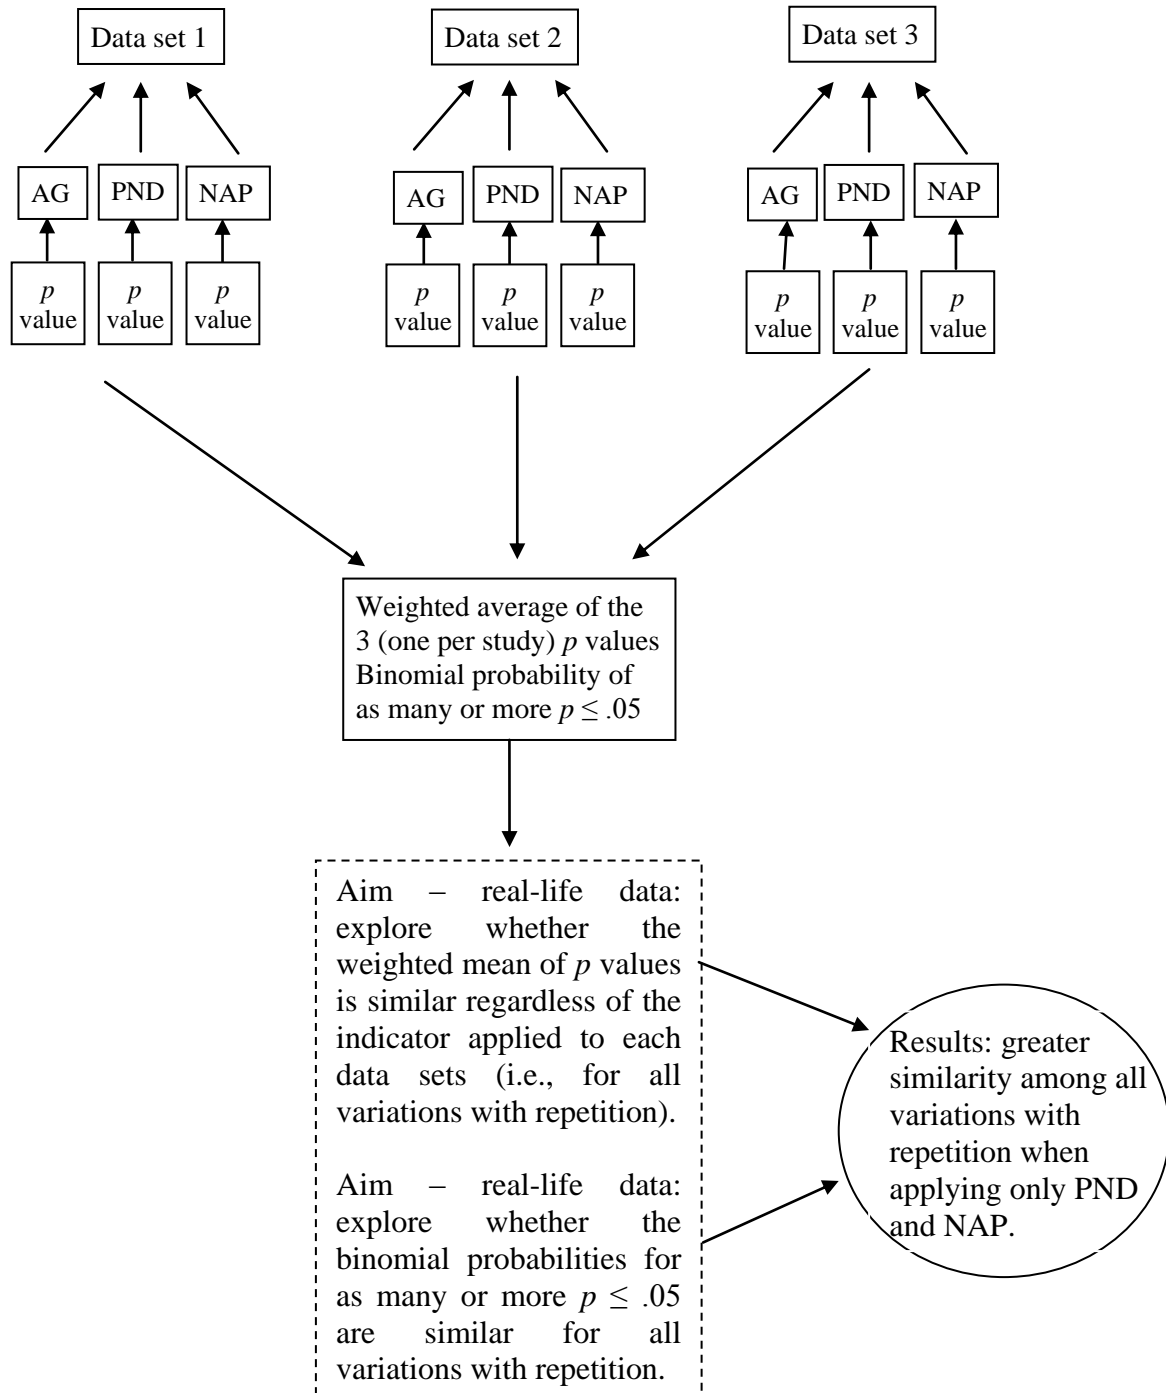 Data set 1
Data set 2
Data set 3
AG
PND
NAP
AG
PND
NAP
AG
PND
NAP
p
value
p
value
p
value
p
value
p
value
p
value
p
value
p
value
p
value
Weighted average of the
3 (one per study) p values
Binomial probability of
as many or more p ≤ .05
Aim – real-life data:
explore whether the
weighted mean of p values
is similar regardless of the
indicator applied to each
data sets (i.e., for all
variations with repetition).
Aim – real-life data:
explore whether the
binomial probabilities for
as many or more p ≤ .05
are similar for all
variations with repetition.
Results: greater
similarity among all
variations with
repetition when
applying only PND
and NAP.